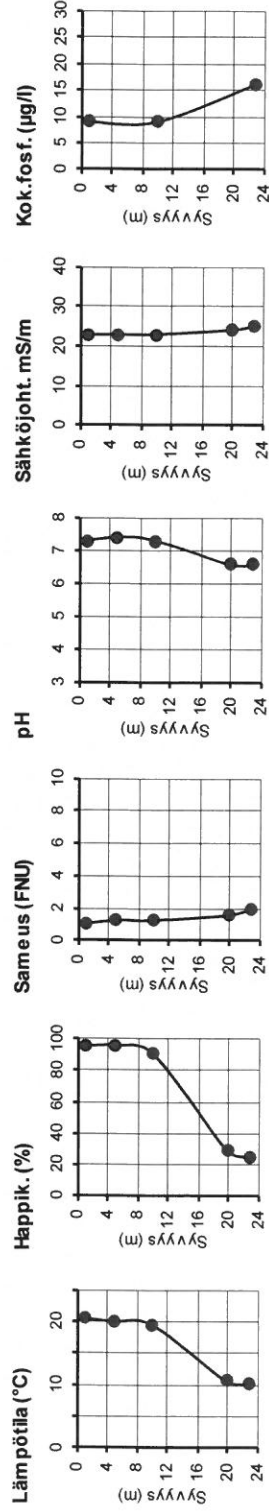 Lämpötila (°C)
0 10 20
0
4
8
12
16
20
24
Syvyys (m)
Happik. (%)
0 20 40 60 80 100
0
4
8
12
16
20
24
Syvyys (m)
Sameus (FNU)
0 2 4 6 8 10
0
4
8
12
16
20
24
Syvyys (m)
pH
3 4 5 6 7 8
0
4
8
12
16
20
24
Syvyys (m)
Sähköjoht. mS/m
0 10 20 30 40
0
4
8
12
16
20
24
Syvyys (m)
Kok.fosf. (µg/l)
0 5 10 15 20 25 30
0
4
8
12
16
20
24
Syvyys (m)